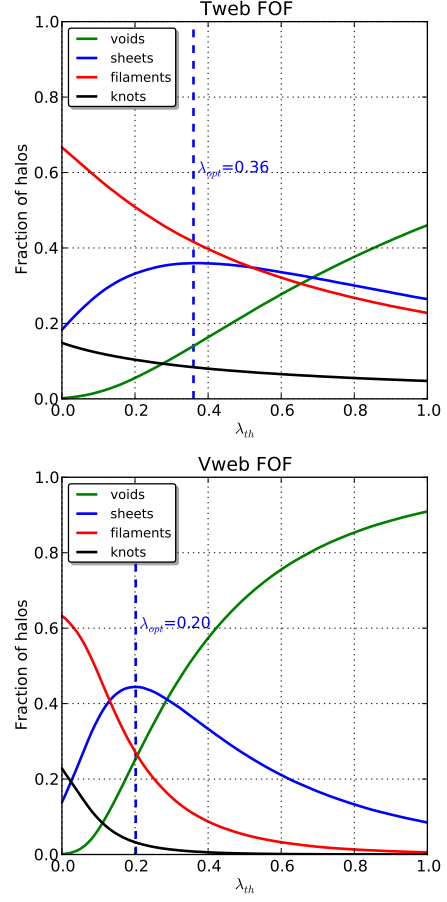 Tweb FOF
1.0
0.8
0.6
0.4
0.2
0.0
Fraction of halos
voids
sheets
filaments
knots
λopt=0.36
0.0 0.2 0.4 0.6 0.8 1.0
λth
Vweb FOF
1.0
0.8
0.6
0.4
0.2
0.0
Fraction of halos
voids
sheets
filaments
knots
λopt=0.20
0.0 0.2 0.4 0.6 0.8 1.0
λth